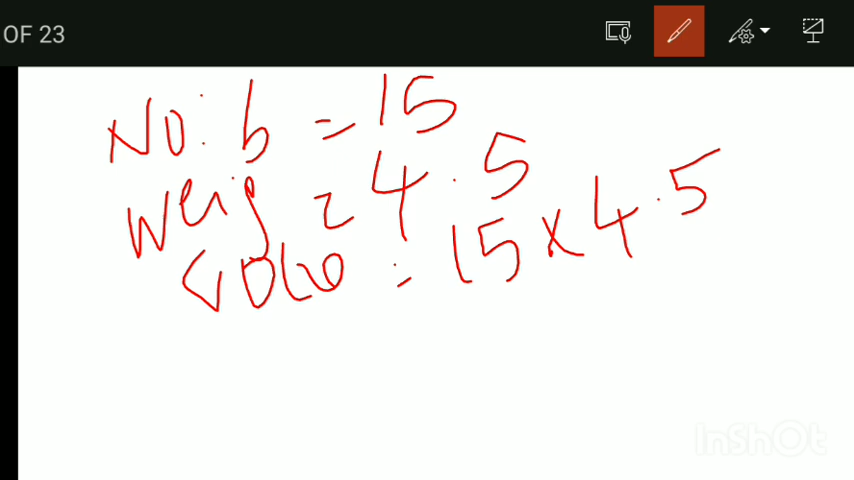 OF 23
No: b = 15
weig = 4.5
= 15 x 4.5
InShOt